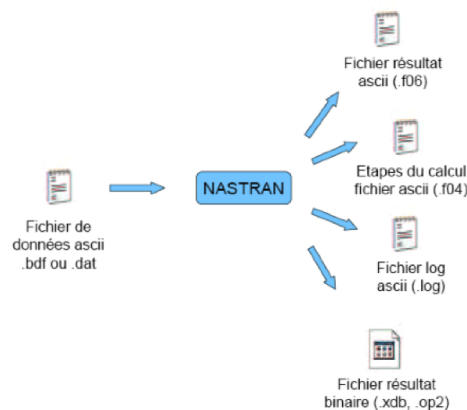 Fichier résultat
ascii (.f06)
Etapes du calcul
fichier ascii (.f04)
NASTRAN
Fichier de
données ascii
.bdf ou .dat
Fichier log
ascii (.log)
Fichier résultat
binaire (.xdb, .op2)